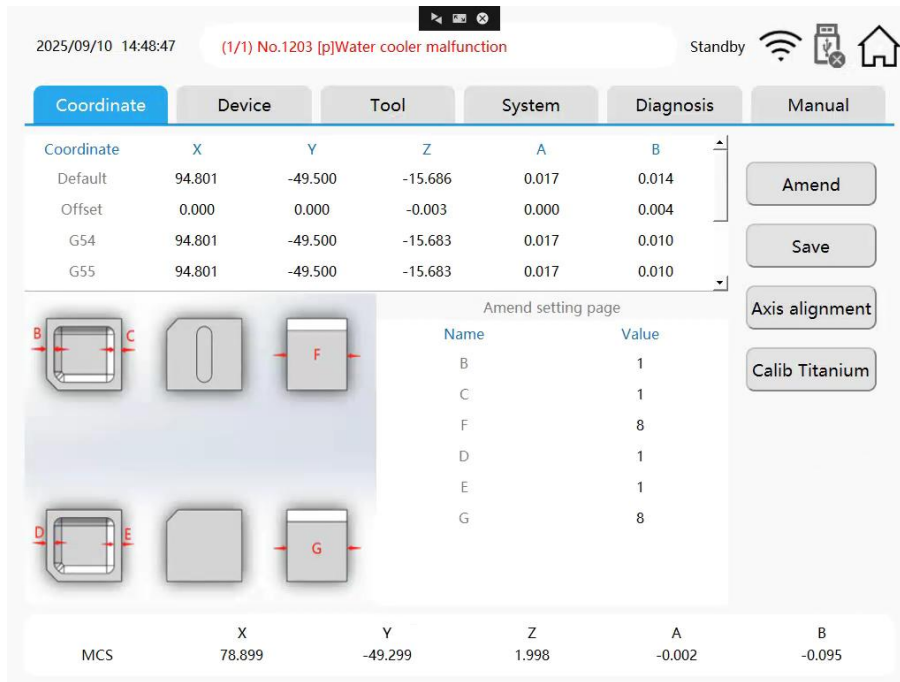 2025/09/10 14:48:47 (1/1) No.1203 [p]Water cooler malfunction Standby
Coordinate Device Tool System Diagnosis Manual
Coordinate X Y Z A B
Default 94.801 -49.500 -15.686 0.017 0.014
Offset 0.000 0.000 -0.003 0.000 0.004
G54 94.801 -49.500 -15.683 0.017 0.010
G55 94.801 -49.500 -15.683 0.017 0.010
Amend
Save
Axis alignment
Calib Titanium
B C F
D E G
Amend setting page
Name Value
B 1
C 1
F 8
D 1
E 1
G 8
X Y Z A B
MCS 78.899 -49.299 1.998 -0.002 -0.095